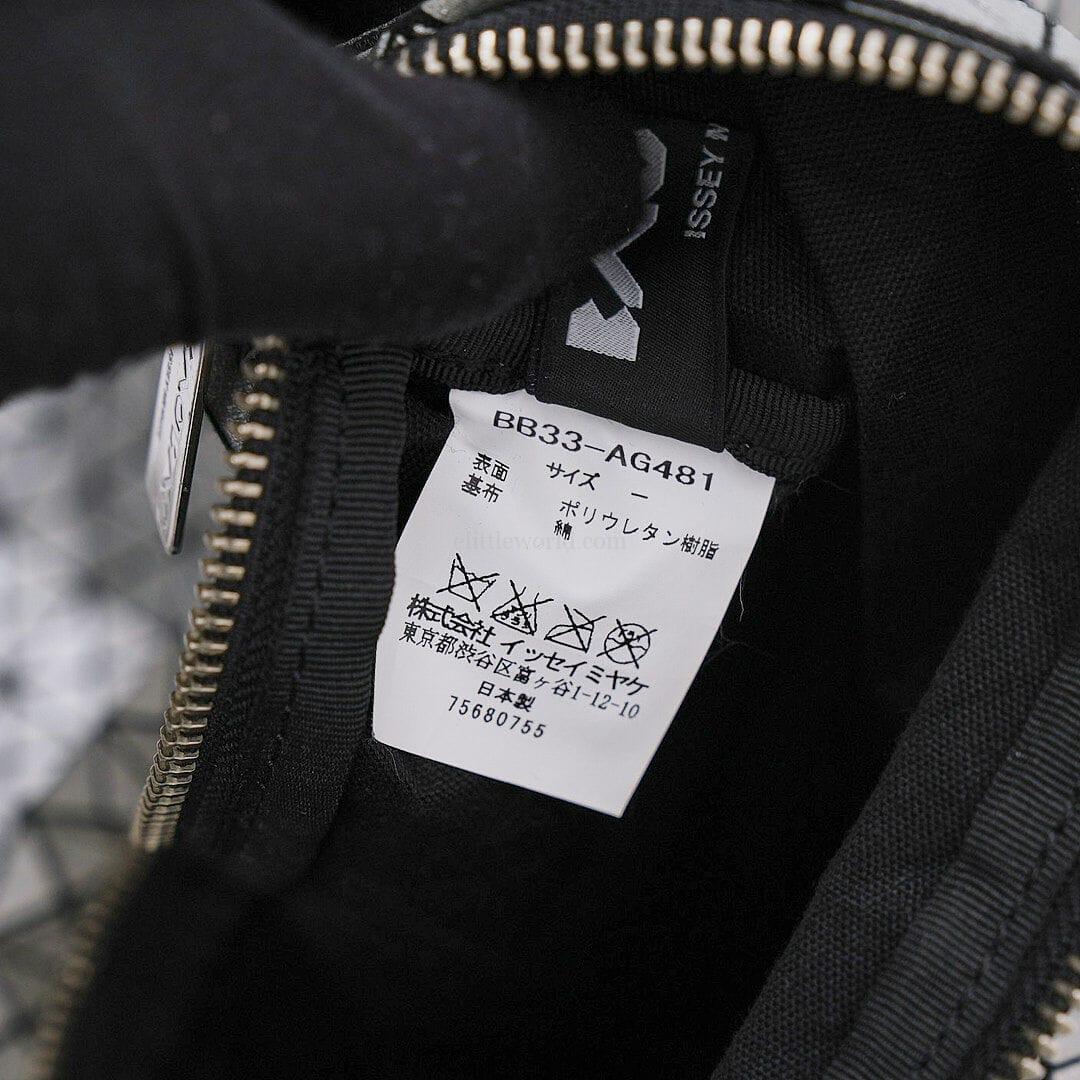 ISSEY M
BB33-AG481
サイズ －
表面 ポリウレタン樹脂
基布 綿
elittleworld.com
株式会社 イッセイミヤケ
東京都渋谷区富ヶ谷1-12-10
日本製
75680755